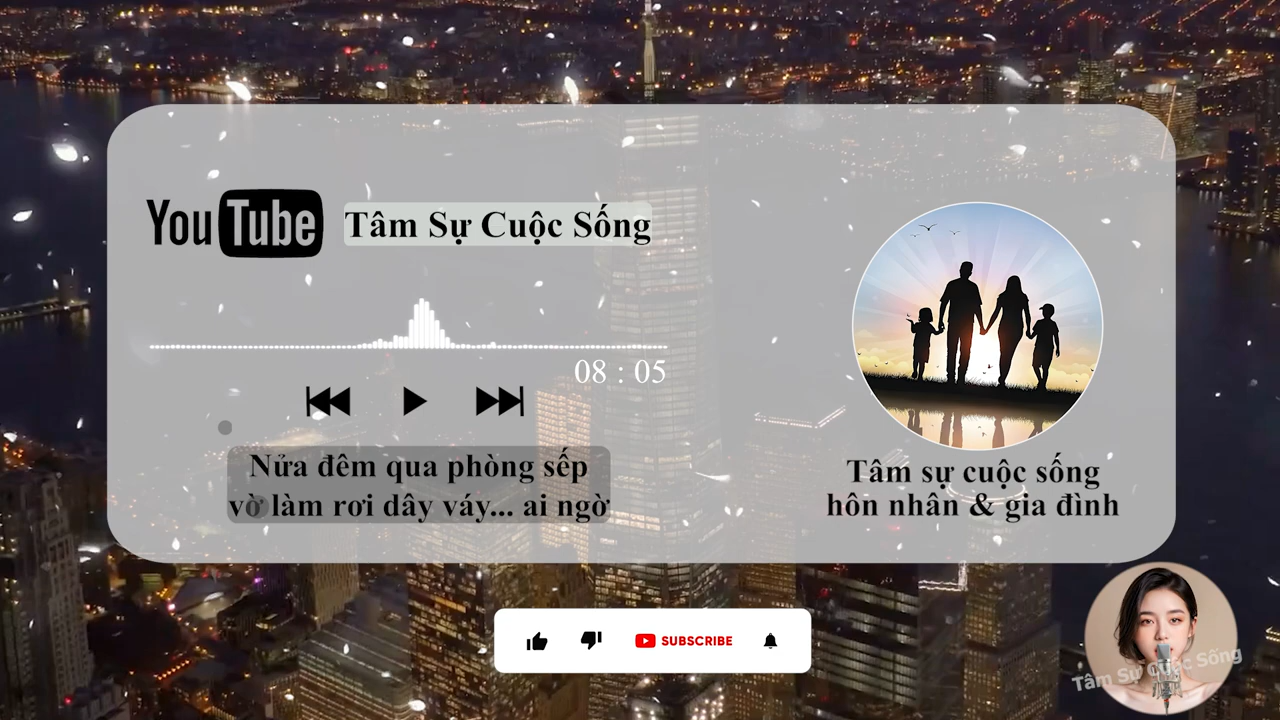 YouTube Tâm Sự Cuộc Sống
08 : 05
Nửa đêm qua phòng sếp
vờ làm rơi dây váy... ai ngờ
Tâm sự cuộc sống
hôn nhân & gia đình
SUBSCRIBE
Tâm Sự Cuộc Sống